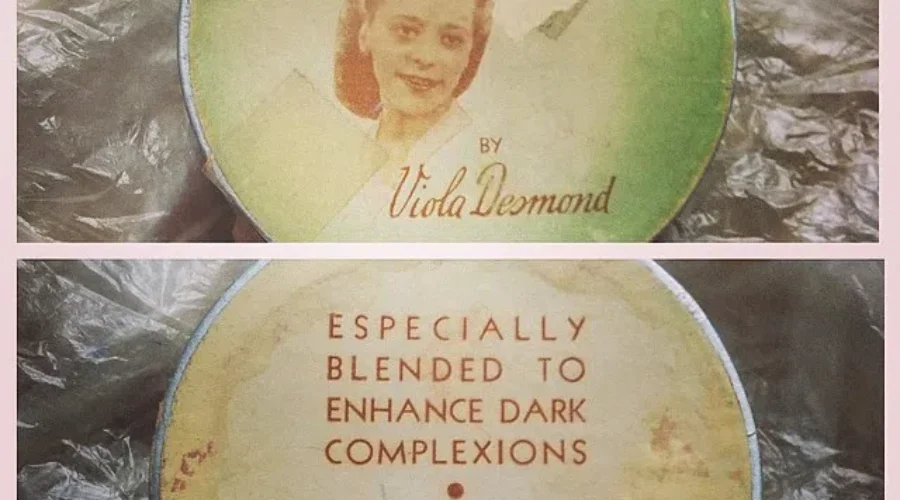 BY
Viola Desmond
ESPECIALLY
BLENDED TO
ENHANCE DARK
COMPLEXIONS